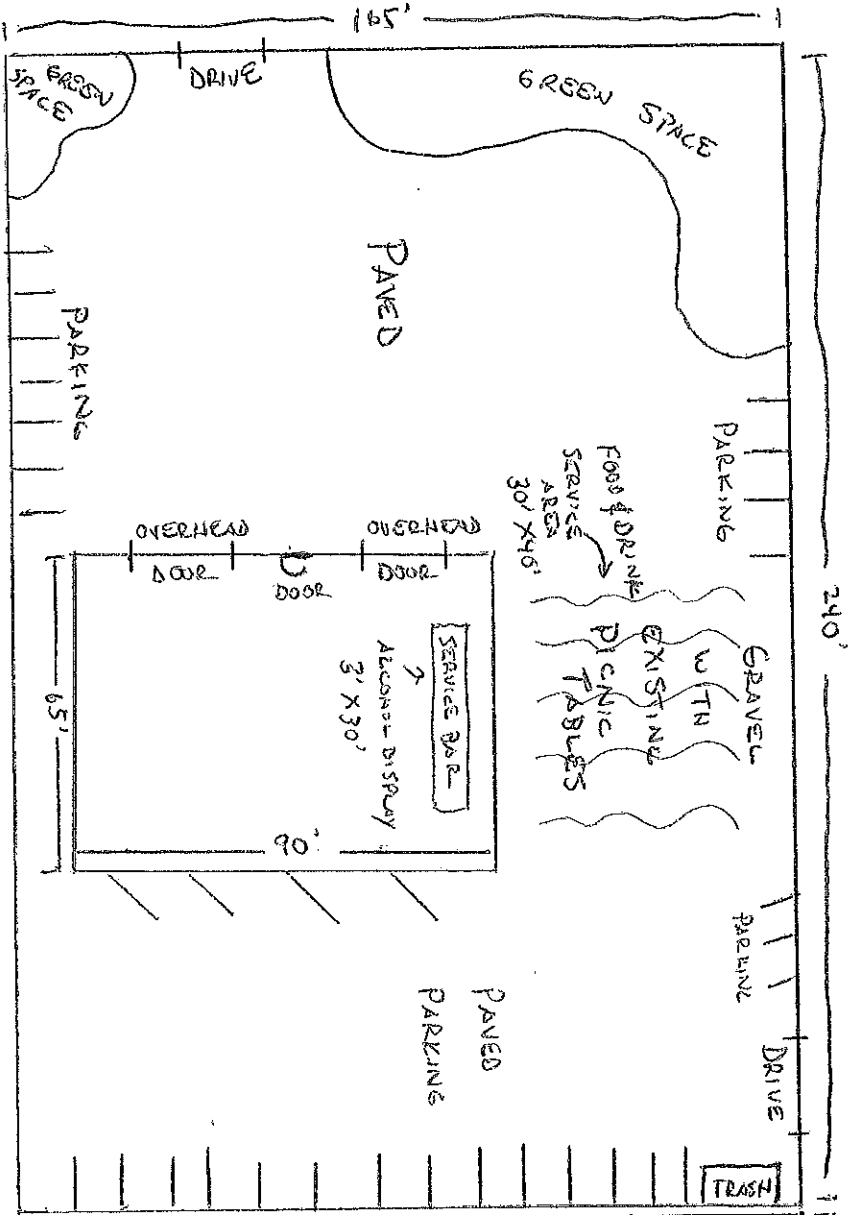 165'
GREEN
SPACE
DRIVE
GREEN SPACE
PAVED
PARKING
PARKING
240'
FOOD & DRINK
SERVICE
AREA
30' X 40'
OVERHEAD
DOOR
DOOR
OVERHEAD
DOOR
GRAVEL
WITH
EXISTING
PICNIC
TABLES
SERVICE BAR
ALCOHOL DISPLAY
3' X 30'
65'
90'
PARKING
PAVED
PARKING
DRIVE
TRASH